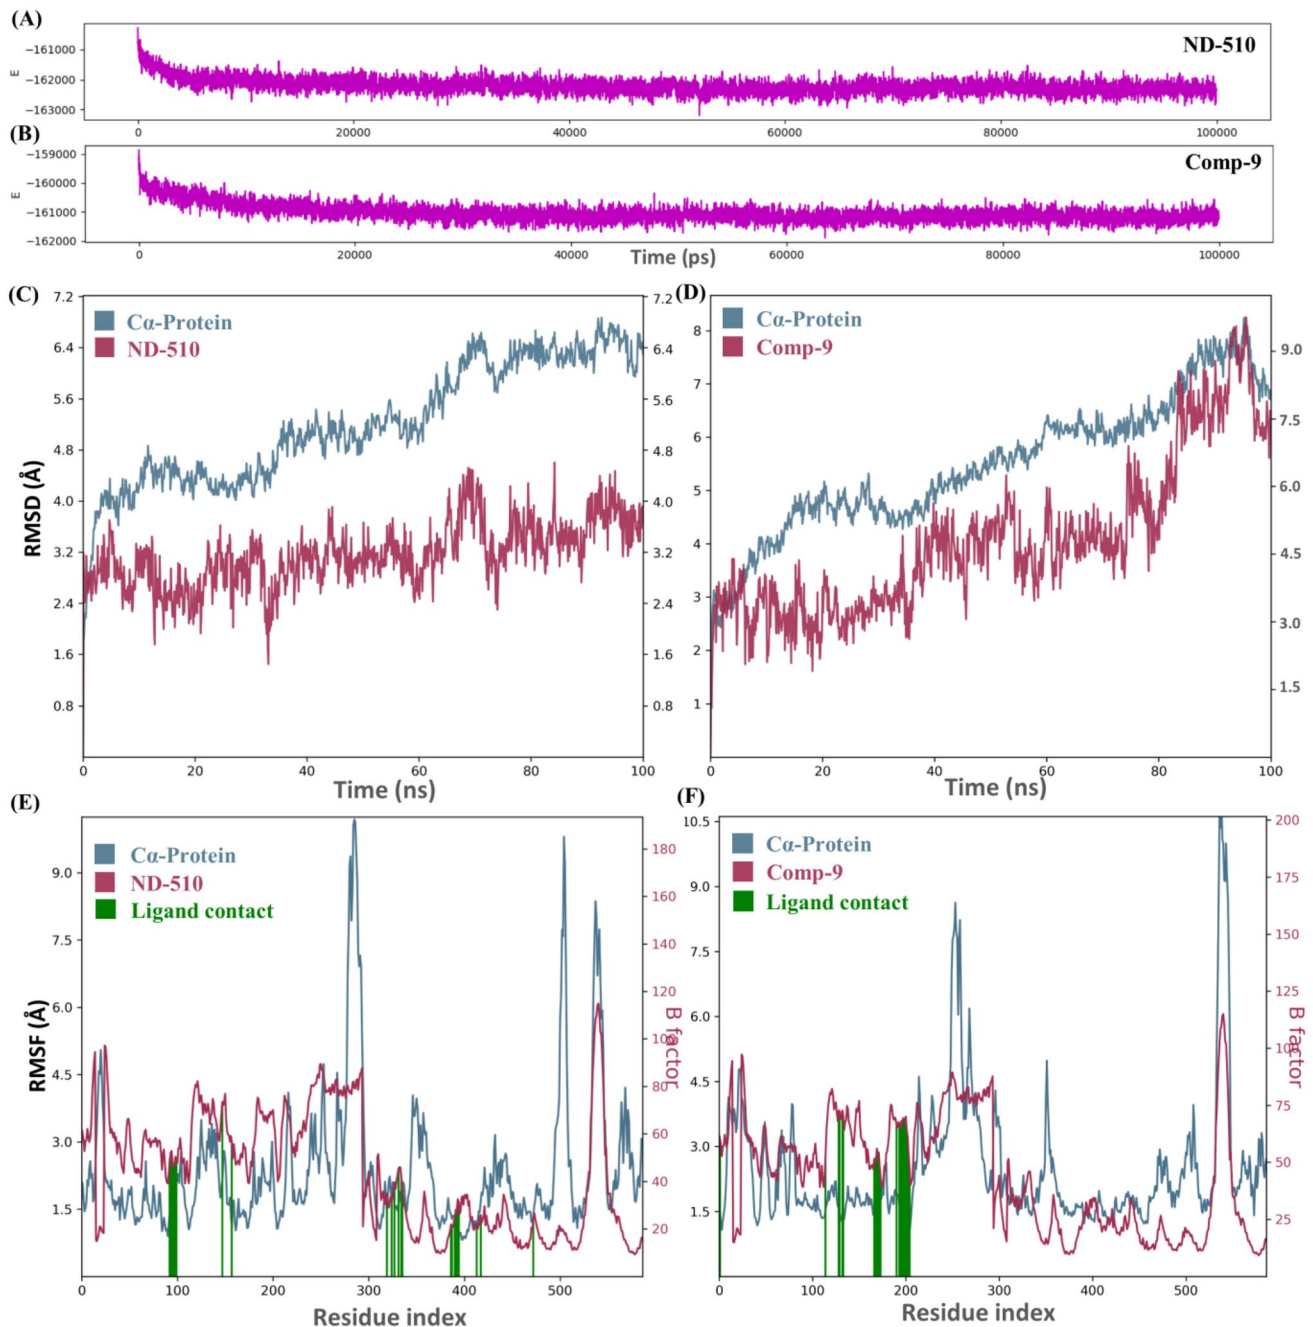 (A)
ND-510
E
−161000
−162000
−163000
0 20000 40000 60000 80000 100000
(B)
Comp-9
E
−159000
−160000
−161000
−162000
0 20000 40000 60000 80000 100000
Time (ps)
(C)
Cα-Protein
ND-510
RMSD (Å)
7.2
6.4
5.6
4.8
4.0
3.2
2.4
1.6
0.8
7.2
6.4
5.6
4.8
4.0
3.2
2.4
1.6
0.8
0 20 40 60 80 100
Time (ns)
(D)
Cα-Protein
Comp-9
8
7
6
5
4
3
2
1
9.0
7.5
6.0
4.5
3.0
1.5
0 20 40 60 80 100
Time (ns)
(E)
Cα-Protein
ND-510
Ligand contact
RMSF (Å)
9.0
7.5
6.0
4.5
3.0
1.5
180
160
140
120
100
80
60
40
20
B factor
0 100 200 300 400 500
Residue index
(F)
Cα-Protein
Comp-9
Ligand contact
10.5
9.0
7.5
6.0
4.5
3.0
1.5
200
175
150
125
100
75
50
25
B factor
0 100 200 300 400 500
Residue index